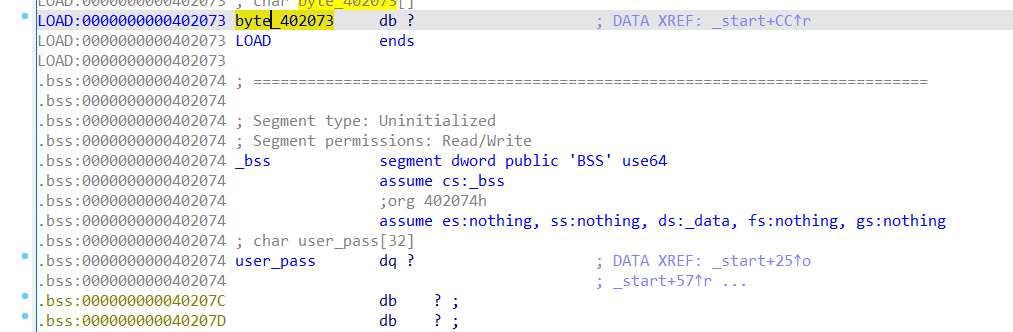 LOAD:0000000000402073 ; char byte_402073[]
LOAD:0000000000402073 byte_402073 db ? ; DATA XREF: _start+CC↑r
LOAD:0000000000402073 LOAD ends
LOAD:0000000000402073
.bss:0000000000402074 ; ===========================================================================
.bss:0000000000402074
.bss:0000000000402074 ; Segment type: Uninitialized
.bss:0000000000402074 ; Segment permissions: Read/Write
.bss:0000000000402074 _bss segment dword public 'BSS' use64
.bss:0000000000402074 assume cs:_bss
.bss:0000000000402074 ;org 402074h
.bss:0000000000402074 assume es:nothing, ss:nothing, ds:_data, fs:nothing, gs:nothing
.bss:0000000000402074 ; char user_pass[32]
.bss:0000000000402074 user_pass dq ? ; DATA XREF: _start+25↑o
.bss:0000000000402074 ; _start+57↑r ...
.bss:000000000040207C db ? ;
.bss:000000000040207D db ? ;